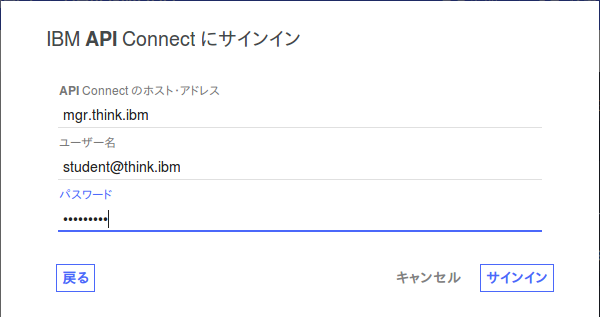 IBM API Connect にサインイン
API Connect のホスト・アドレス
mgr.think.ibm
ユーザー名
student@think.ibm
パスワード
•••••••••
戻る キャンセル サインイン